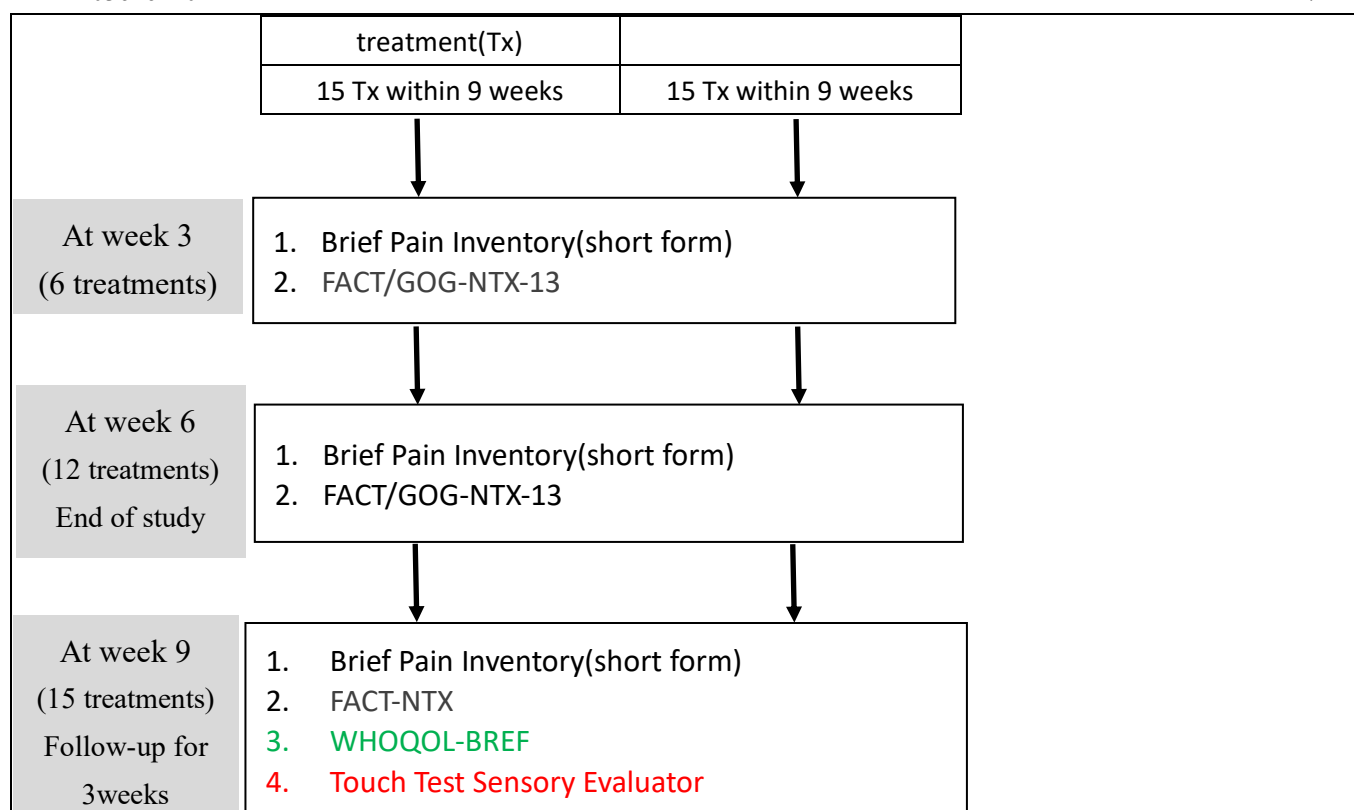 treatment(Tx)
15 Tx within 9 weeks 15 Tx within 9 weeks
At week 3
(6 treatments)
1. Brief Pain Inventory(short form)
2. FACT/GOG-NTX-13
At week 6
(12 treatments)
End of study
1. Brief Pain Inventory(short form)
2. FACT/GOG-NTX-13
At week 9
(15 treatments)
Follow-up for
3weeks
1. Brief Pain Inventory(short form)
2. FACT-NTX
3. WHOQOL-BREF
4. Touch Test Sensory Evaluator